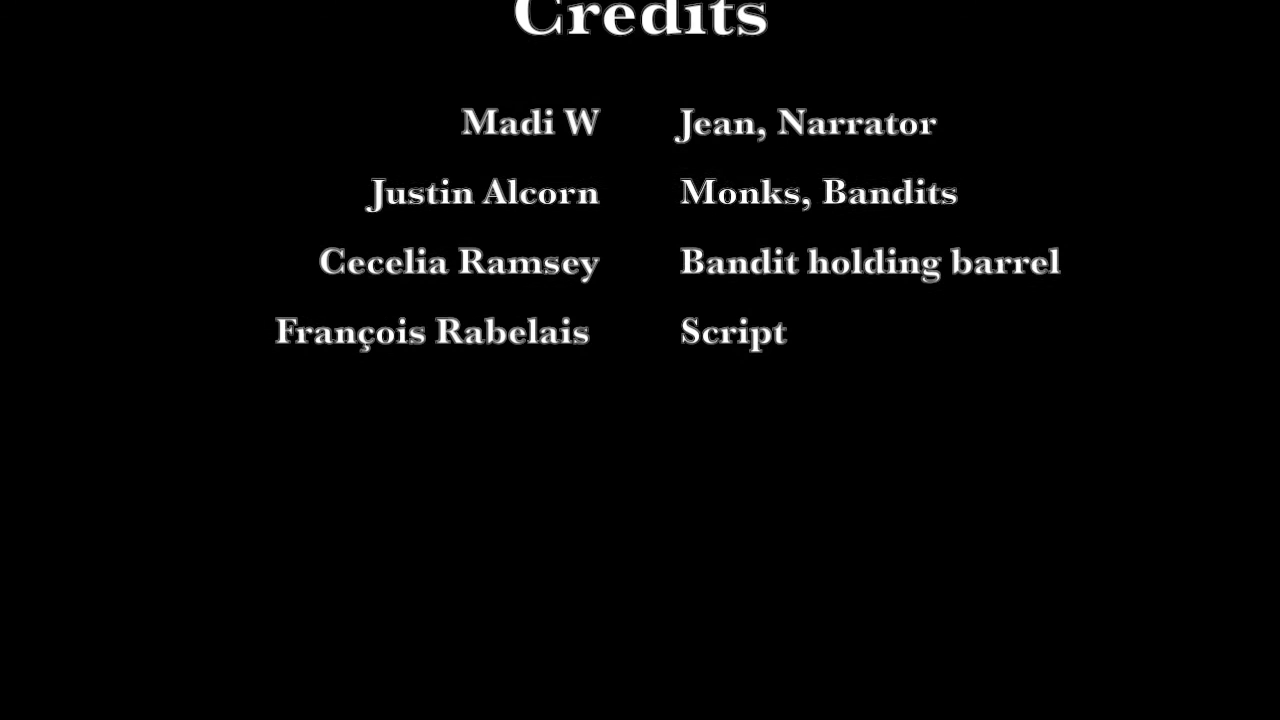 Credits
Madi W Jean, Narrator
Justin Alcorn Monks, Bandits
Cecelia Ramsey Bandit holding barrel
François Rabelais Script